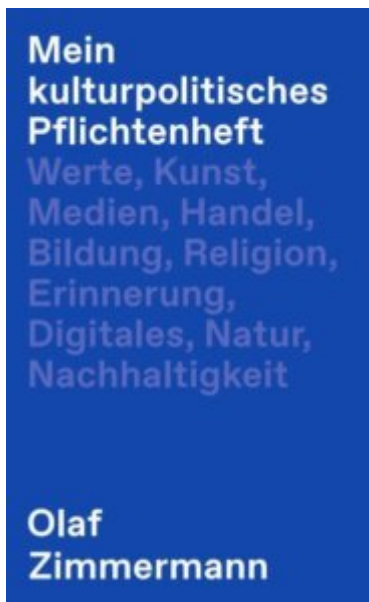 Mein
kulturpolitisches
Pflichtenheft
Werte, Kunst,
Medien, Handel,
Bildung, Religion,
Erinnerung,
Digitales, Natur,
Nachhaltigkeit
Olaf
Zimmermann